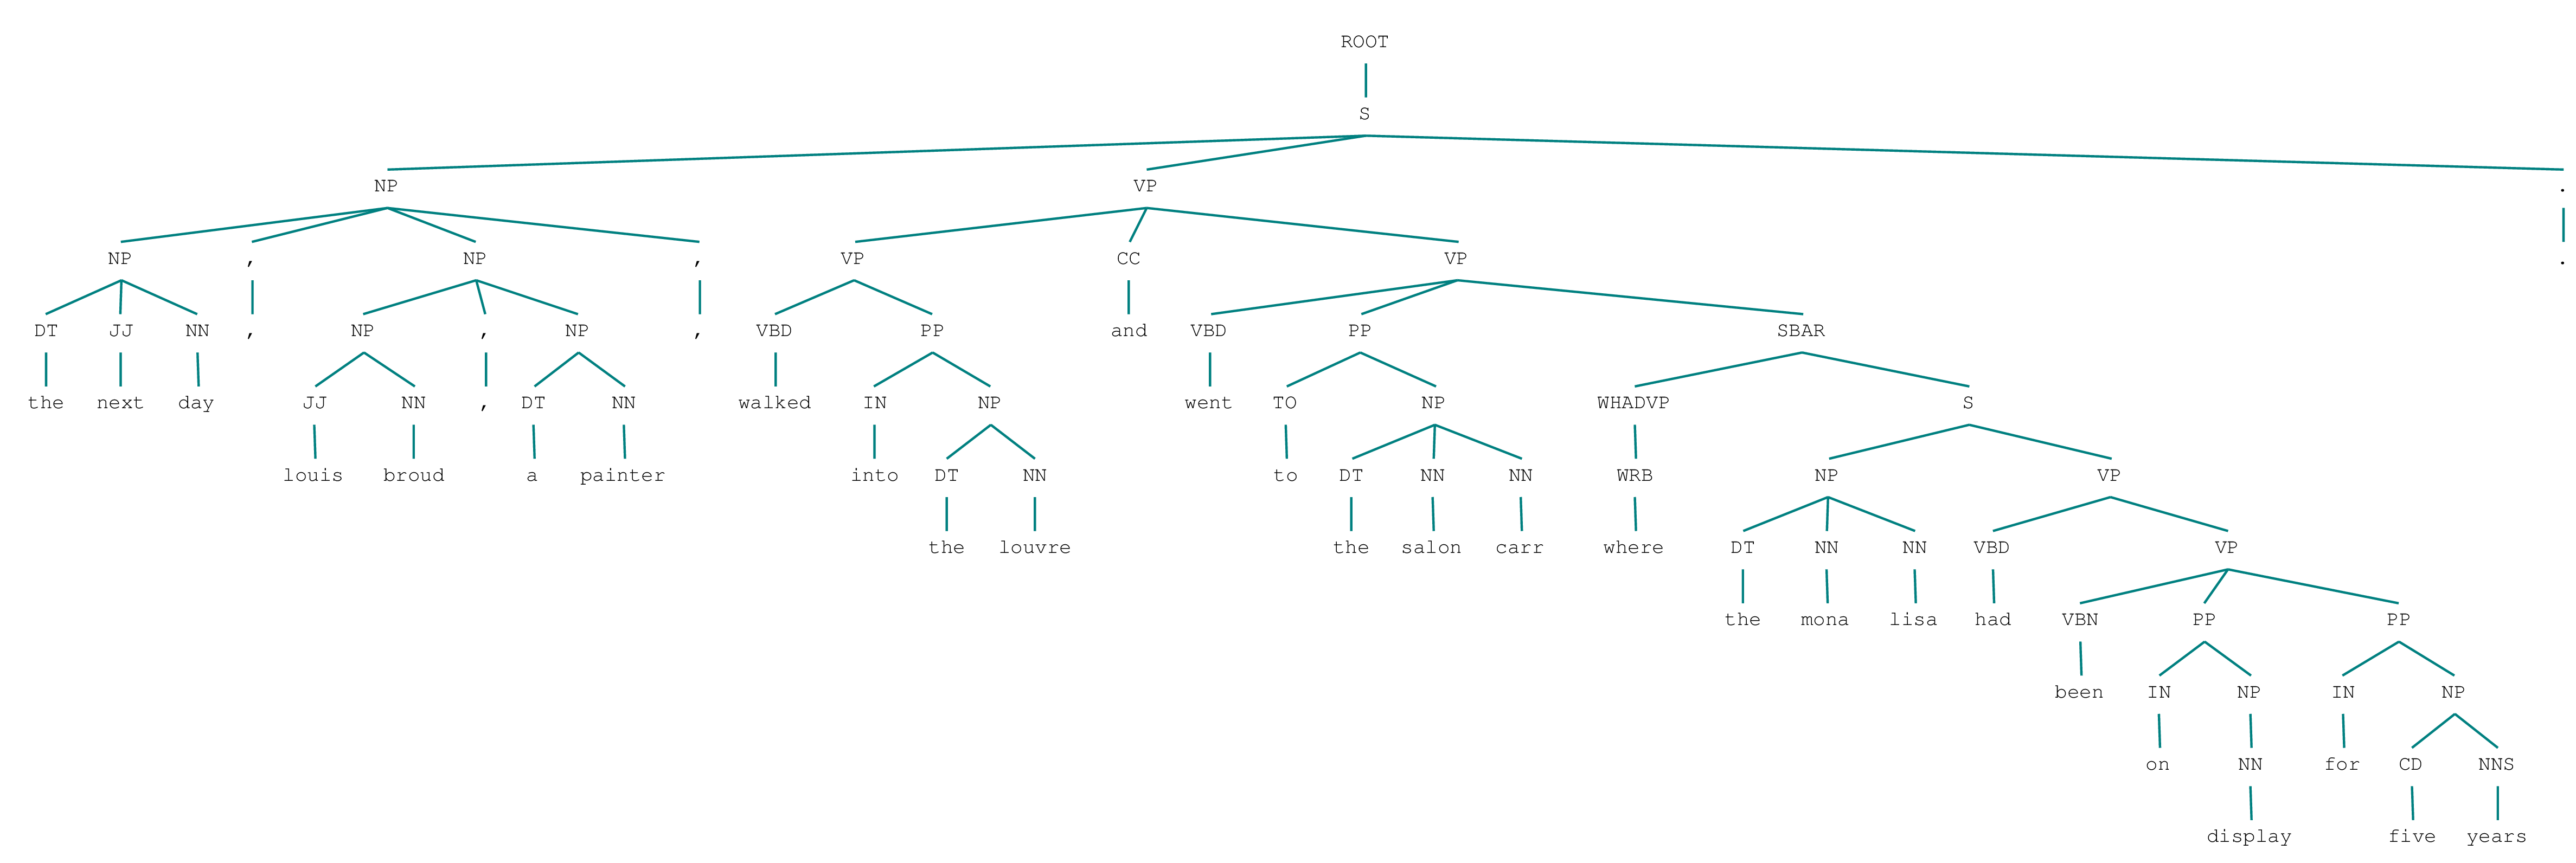 ROOT
S
NP VP .
NP , NP , VP CC VP .
DT JJ NN , NP , NP , VBD PP and VBD PP SBAR
the next day JJ NN , DT NN walked IN NP went TO NP WHADVP S
louis broud a painter into DT NN to DT NN NN WRB NP VP
the louvre the salon carr where DT NN NN VBD VP
the mona lisa had VBN PP PP
been IN NP IN NP
on NN for CD NNS
display five years